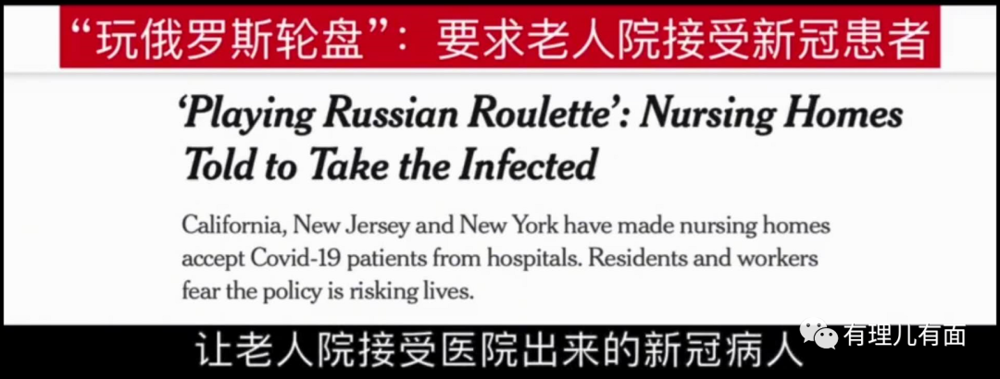 “玩俄罗斯轮盘”：要求老人院接受新冠患者
‘Playing Russian Roulette’: Nursing Homes
Told to Take the Infected
California, New Jersey and New York have made nursing homes
accept Covid-19 patients from hospitals. Residents and workers
fear the policy is risking lives.
让老人院接受医院出来的新冠病人
有理儿有面